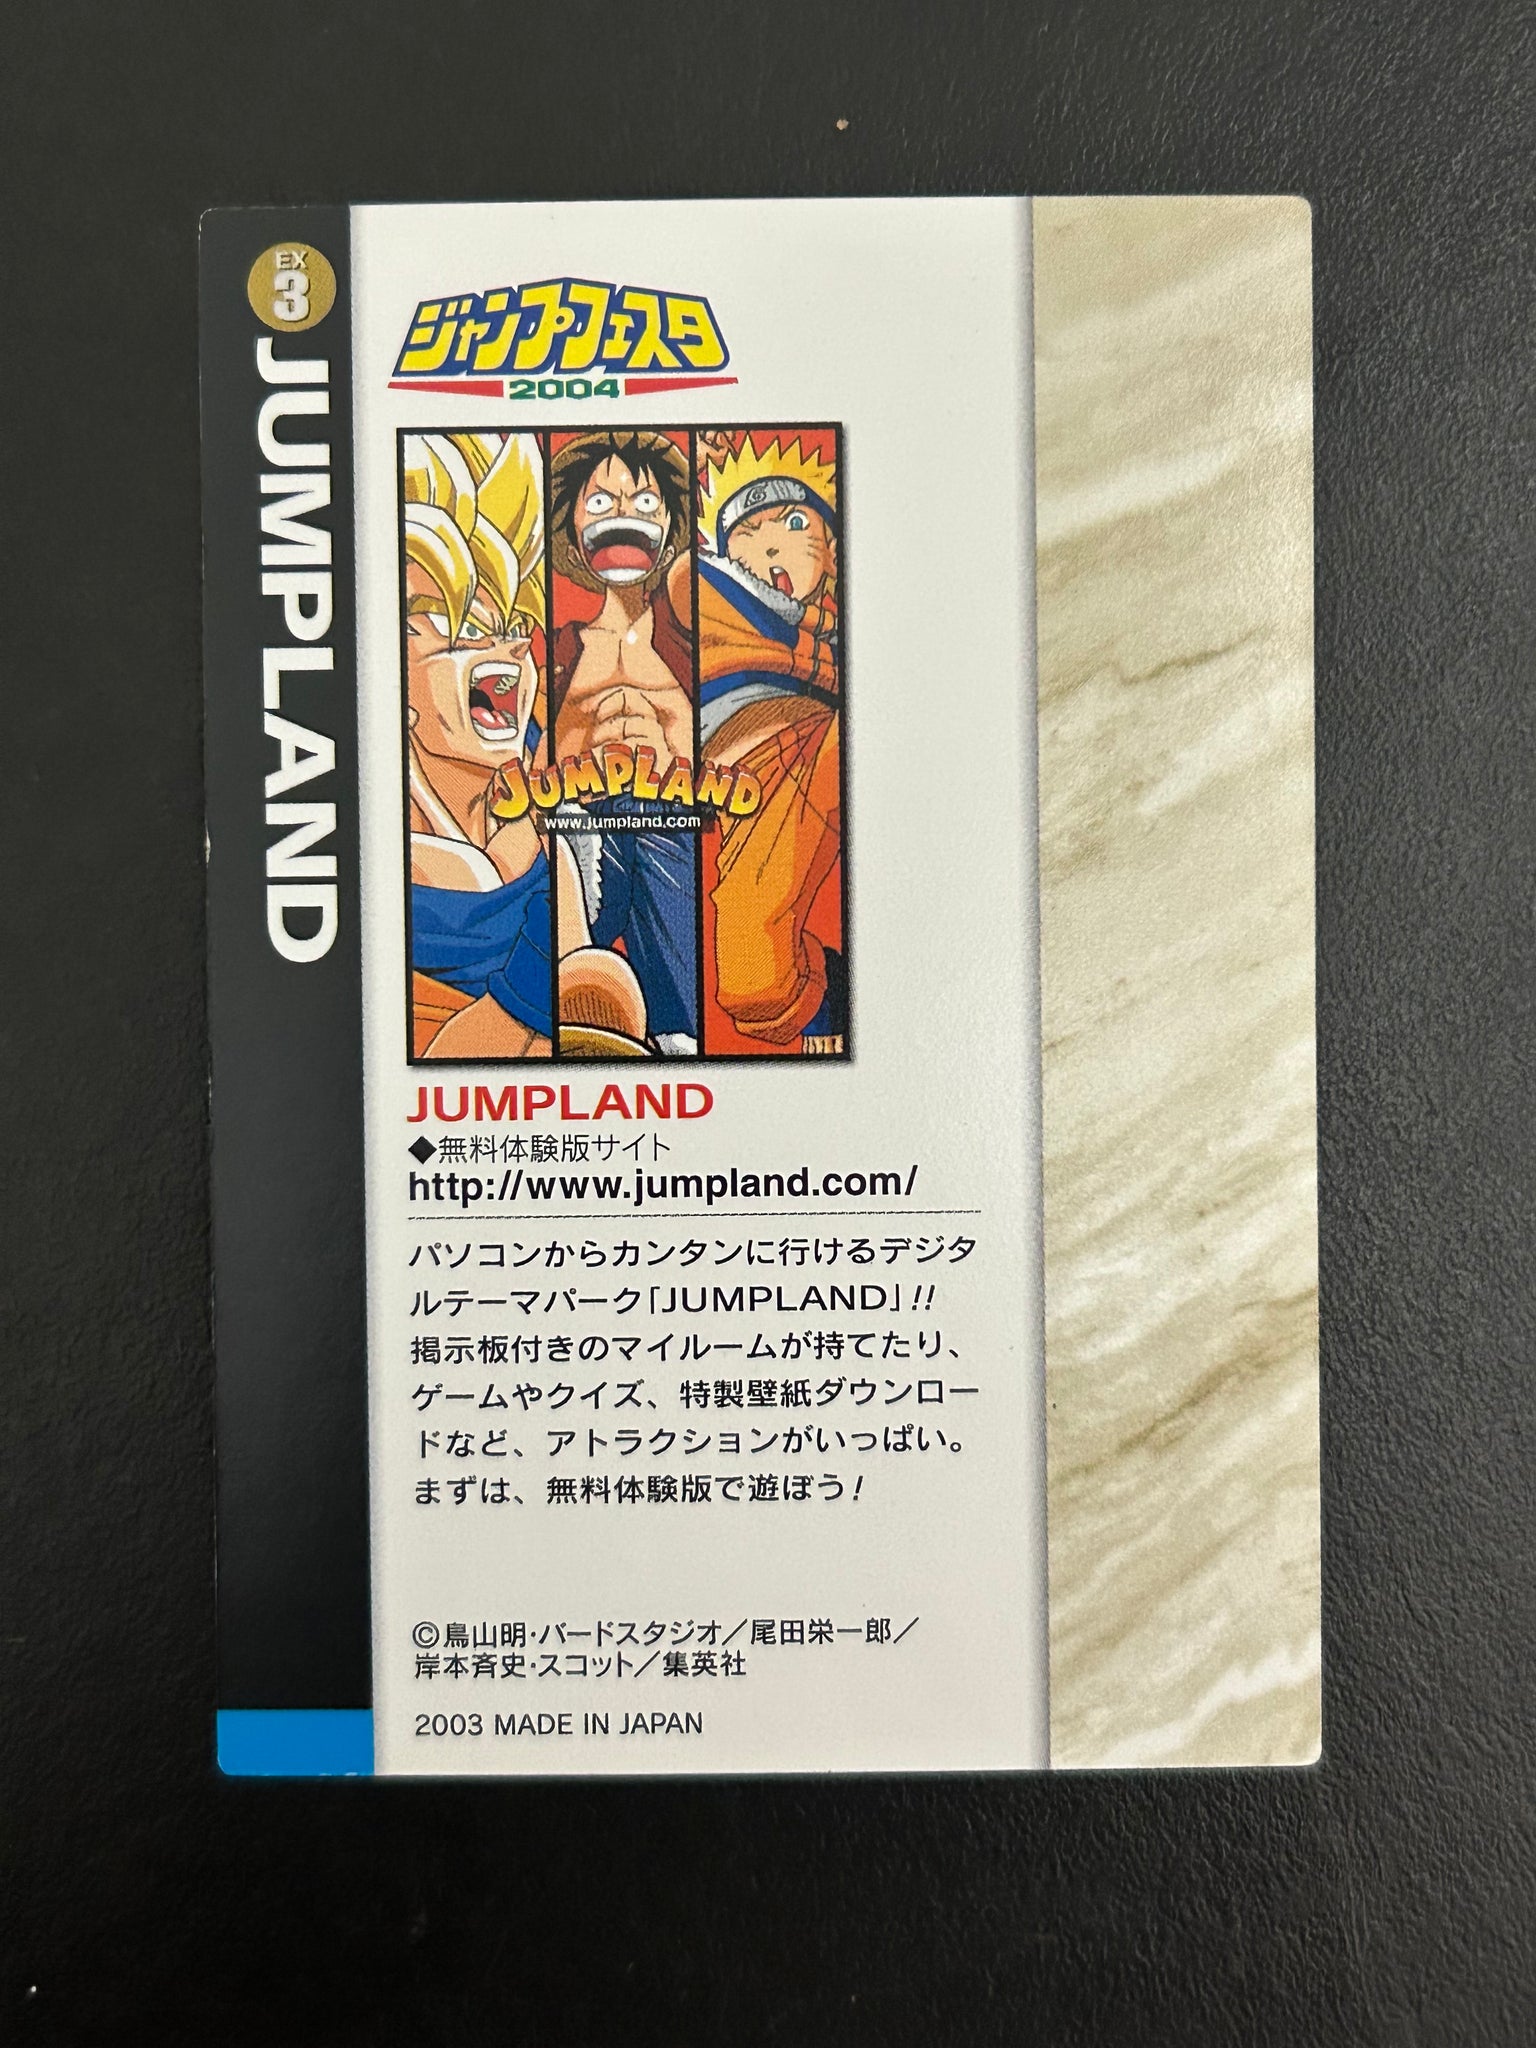 EX
3
JUMPLAND
ジャンプフェスタ
2004
JUMPLAND
www.jumpland.com
JUMPLAND
◆無料体験版サイト
http://www.jumpland.com/
パソコンからカンタンに行けるデジタ
ルテーマパーク「JUMPLAND」!!
掲示板付きのマイルームが持てたり、
ゲームやクイズ、特製壁紙ダウンロー
ドなど、アトラクションがいっぱい。
まずは、無料体験版で遊ぼう!
©鳥山明・バードスタジオ／尾田栄一郎／
岸本斉史・スコット／集英社
2003 MADE IN JAPAN